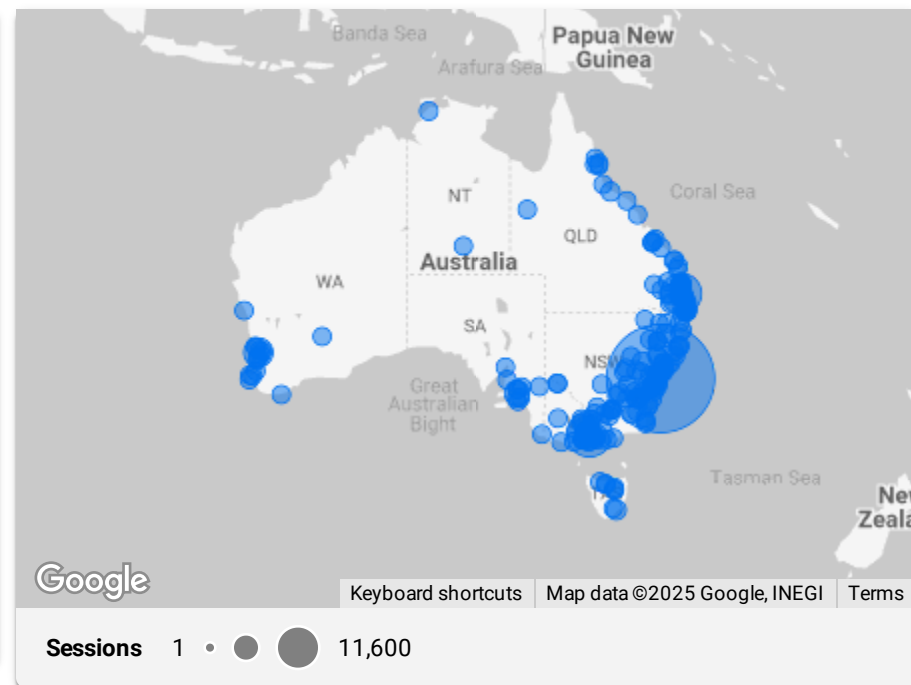 Banda Sea
Papua New
Guinea
Arafura Sea
NT
Coral Sea
QLD
Australia
WA
SA
NSW
Great
Australian
Bight
Tasman Sea
New
Zeala
Google
Keyboard shortcuts
Map data ©2025 Google, INEGI
Terms
Sessions 1 11,600